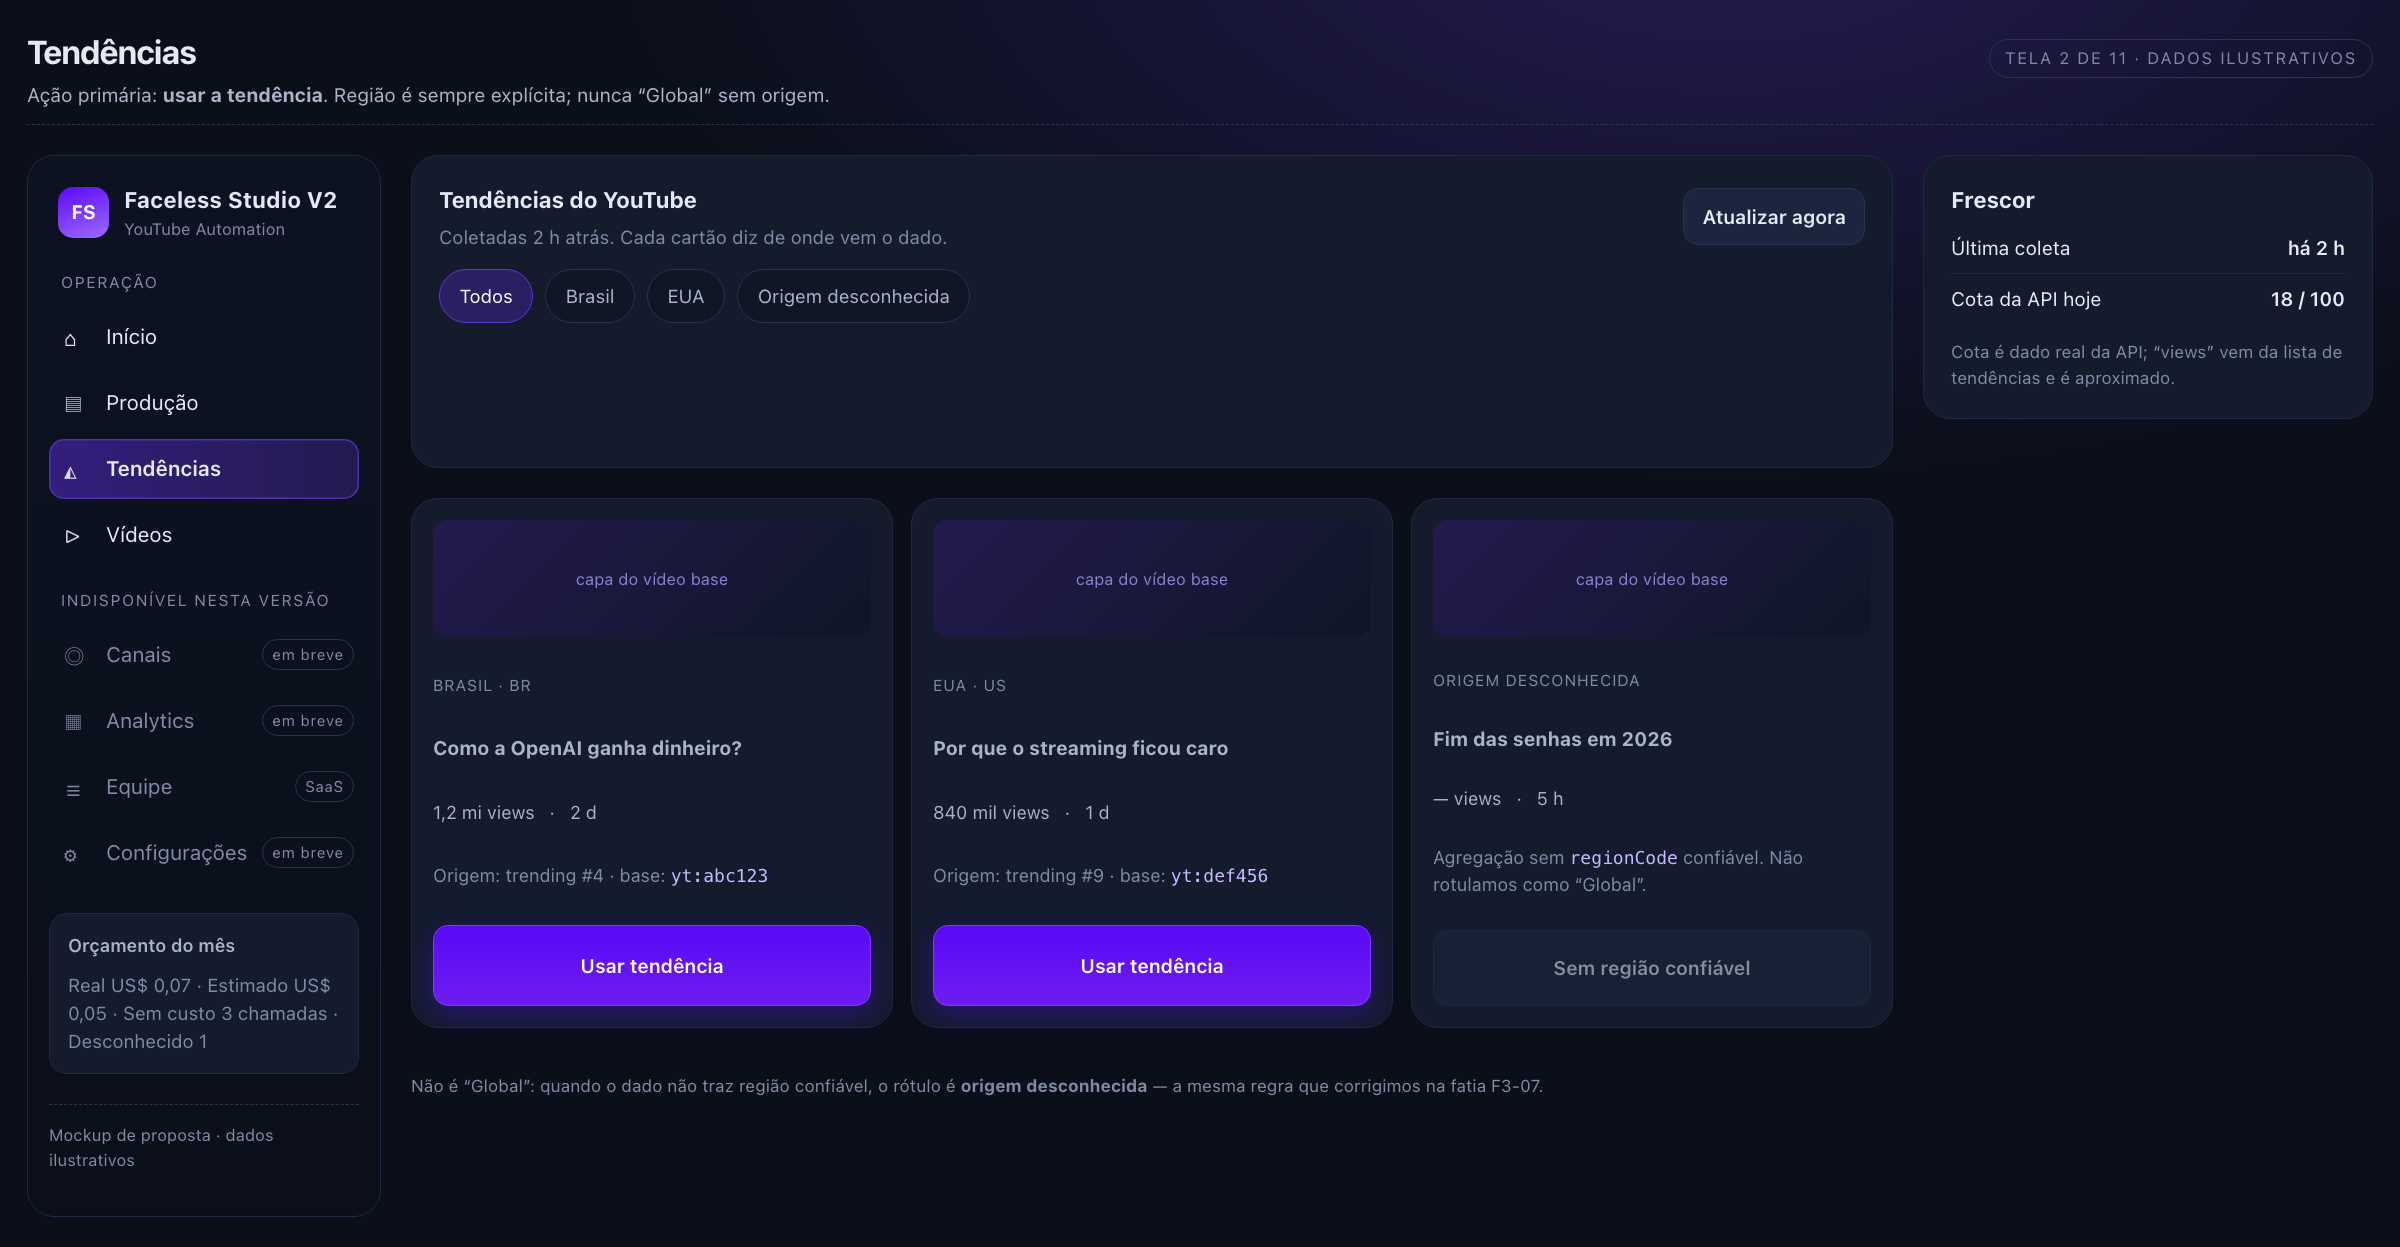 Tendências
Ação primária: usar a tendência. Região é sempre explícita; nunca “Global” sem origem.
TELA 2 DE 11 · DADOS ILUSTRATIVOS
FS
Faceless Studio V2
YouTube Automation
OPERAÇÃO
Início
Produção
Tendências
Vídeos
INDISPONÍVEL NESTA VERSÃO
Canais em breve
Analytics em breve
Equipe SaaS
Configurações em breve
Orçamento do mês
Real US$ 0,07 · Estimado US$
0,05 · Sem custo 3 chamadas ·
Desconhecido 1
Mockup de proposta · dados
ilustrativos
Tendências do YouTube
Coletadas 2 h atrás. Cada cartão diz de onde vem o dado.
Atualizar agora
Todos Brasil EUA Origem desconhecida
capa do vídeo base
BRASIL · BR
Como a OpenAI ganha dinheiro?
1,2 mi views · 2 d
Origem: trending #4 · base: yt:abc123
Usar tendência
capa do vídeo base
EUA · US
Por que o streaming ficou caro
840 mil views · 1 d
Origem: trending #9 · base: yt:def456
Usar tendência
capa do vídeo base
ORIGEM DESCONHECIDA
Fim das senhas em 2026
— views · 5 h
Agregação sem regionCode confiável. Não
rotulamos como “Global”.
Sem região confiável
Não é “Global”: quando o dado não traz região confiável, o rótulo é origem desconhecida — a mesma regra que corrigimos na fatia F3-07.
Frescor
Última coleta há 2 h
Cota da API hoje 18 / 100
Cota é dado real da API; “views” vem da lista de
tendências e é aproximado.